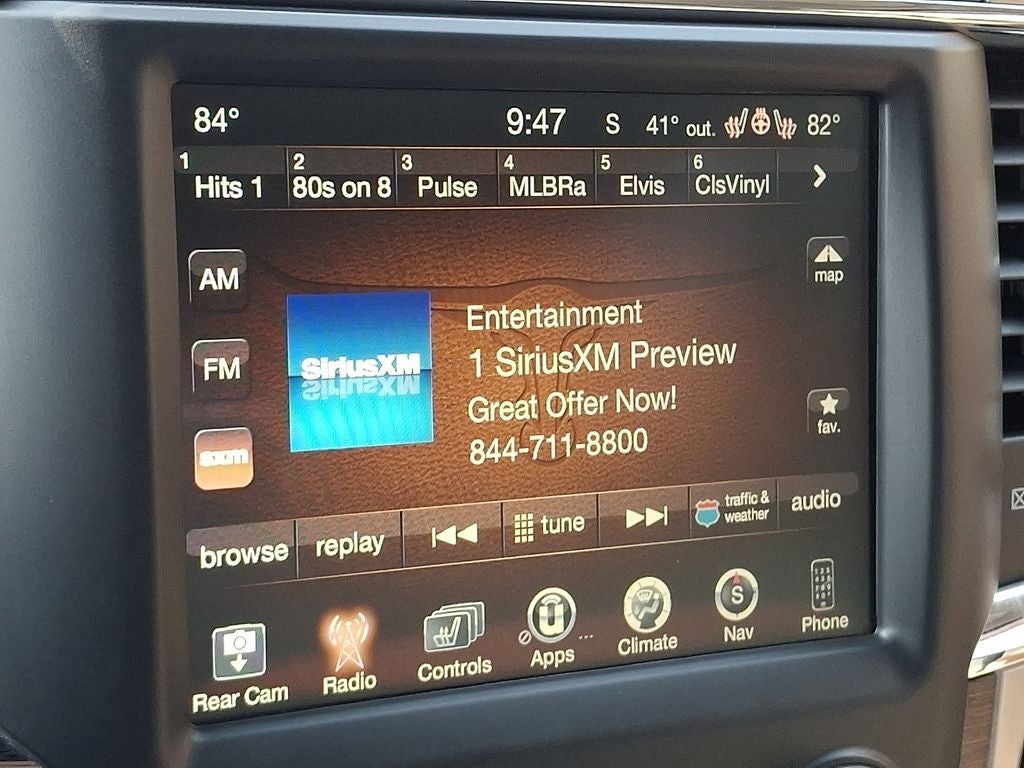 84° 9:47 S 41° out. 82°
1 Hits 1 2 80s on 8 3 Pulse 4 MLBRa 5 Elvis 6 ClsVinyl
AM
map
SiriusXM
Entertainment
1 SiriusXM Preview
Great Offer Now!
844-711-8800
FM
fav.
sxm
browse replay tune traffic & weather audio
Rear Cam Radio Controls Apps Climate S Nav Phone